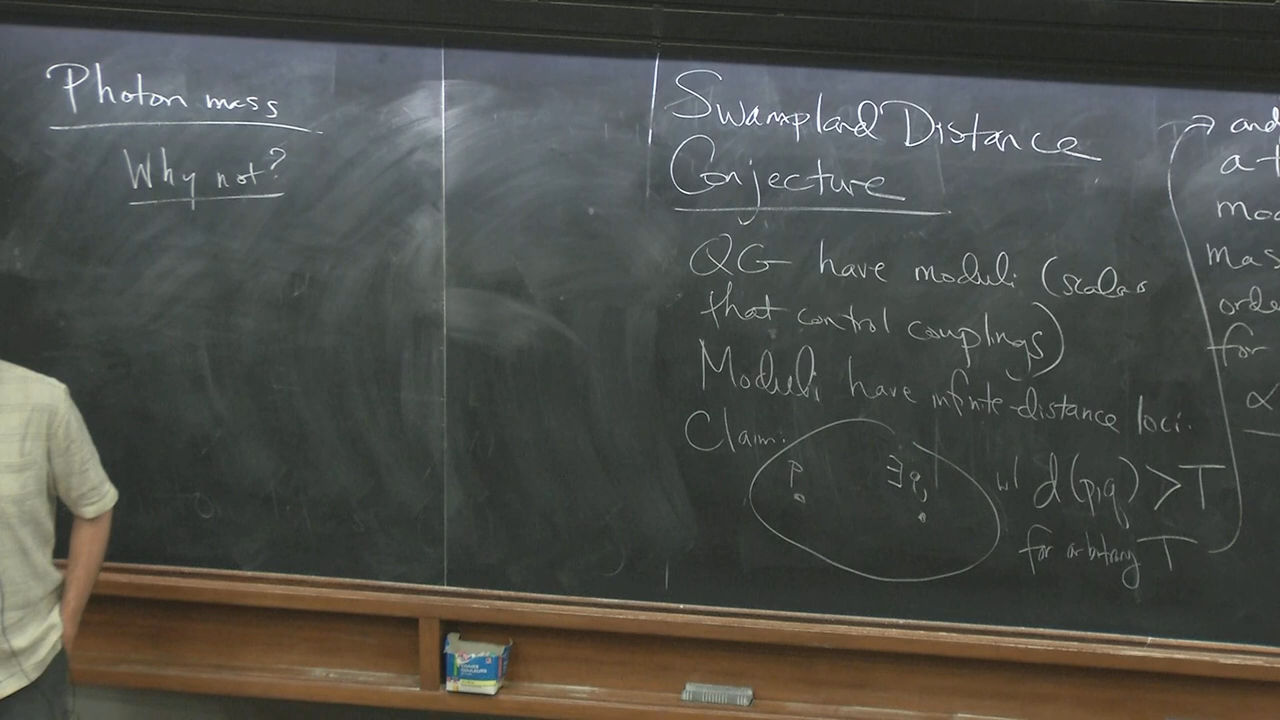 Photon mass
Why not?
Swampland Distance
Conjecture
QG have moduli (scalars
that control couplings)
Moduli have infinite-distance loci.
Claim:
p
∃q
w/ d(p,q) > T
for arbitrary T
→ and
a t
mod
mas
orde
for
α